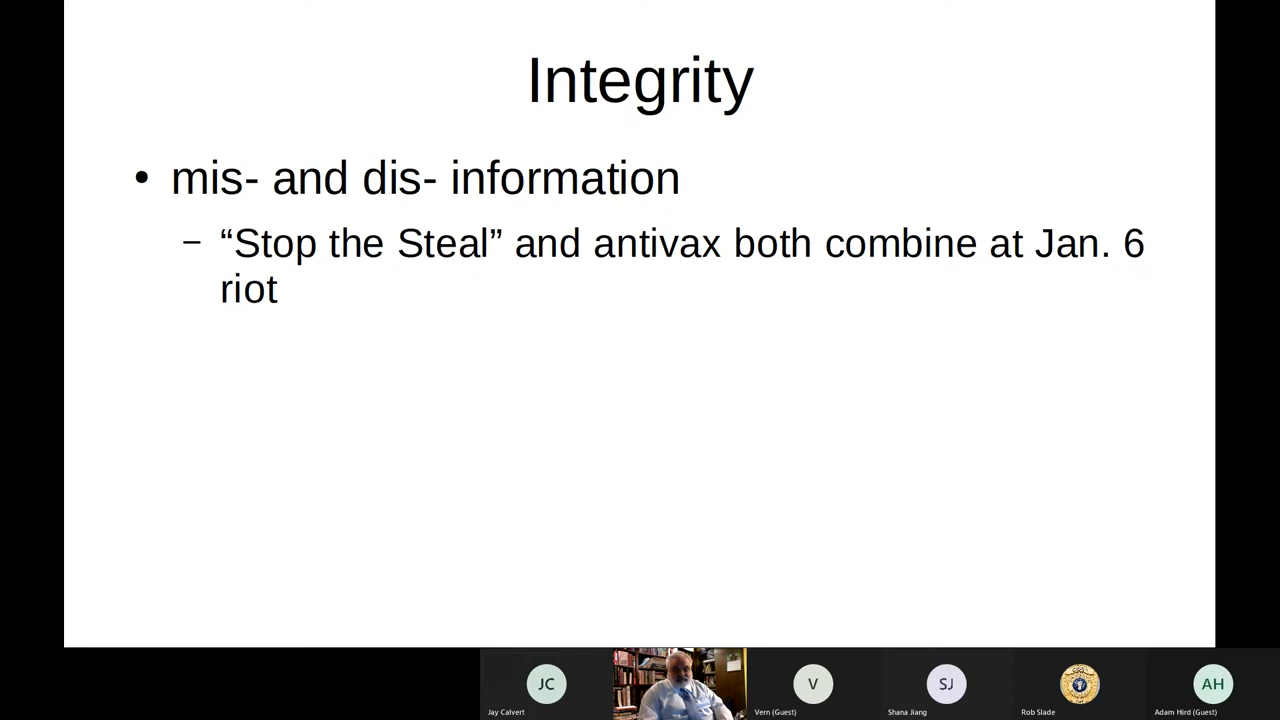 Integrity
• mis- and dis- information
– “Stop the Steal” and antivax both combine at Jan. 6
riot
JC
V
SJ
AH
Jay Calvert
Vern (Guest)
Shana Jiang
Rob Slade
Adam Hird (Guest)